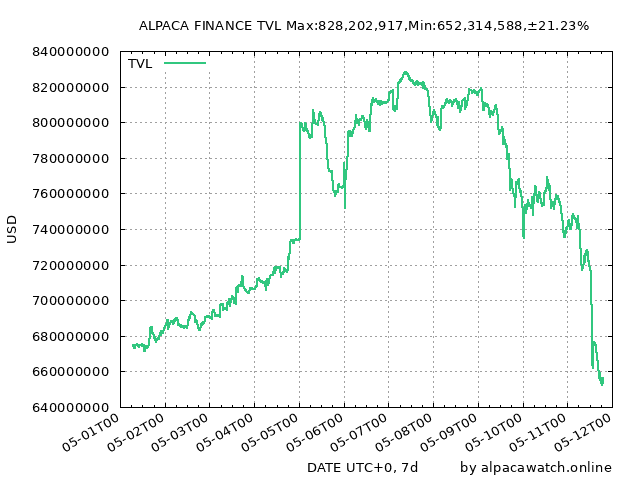 ALPACA FINANCE TVL Max:828,202,917,Min:652,314,588,±21.23%
840000000
TVL
820000000
800000000
780000000
760000000
740000000
720000000
700000000
680000000
660000000
640000000
USD
05-01T00
05-02T00
05-03T00
05-04T00
05-05T00
05-06T00
05-07T00
05-08T00
05-09T00
05-10T00
05-11T00
05-12T00
DATE UTC+0, 7d by alpacawatch.online